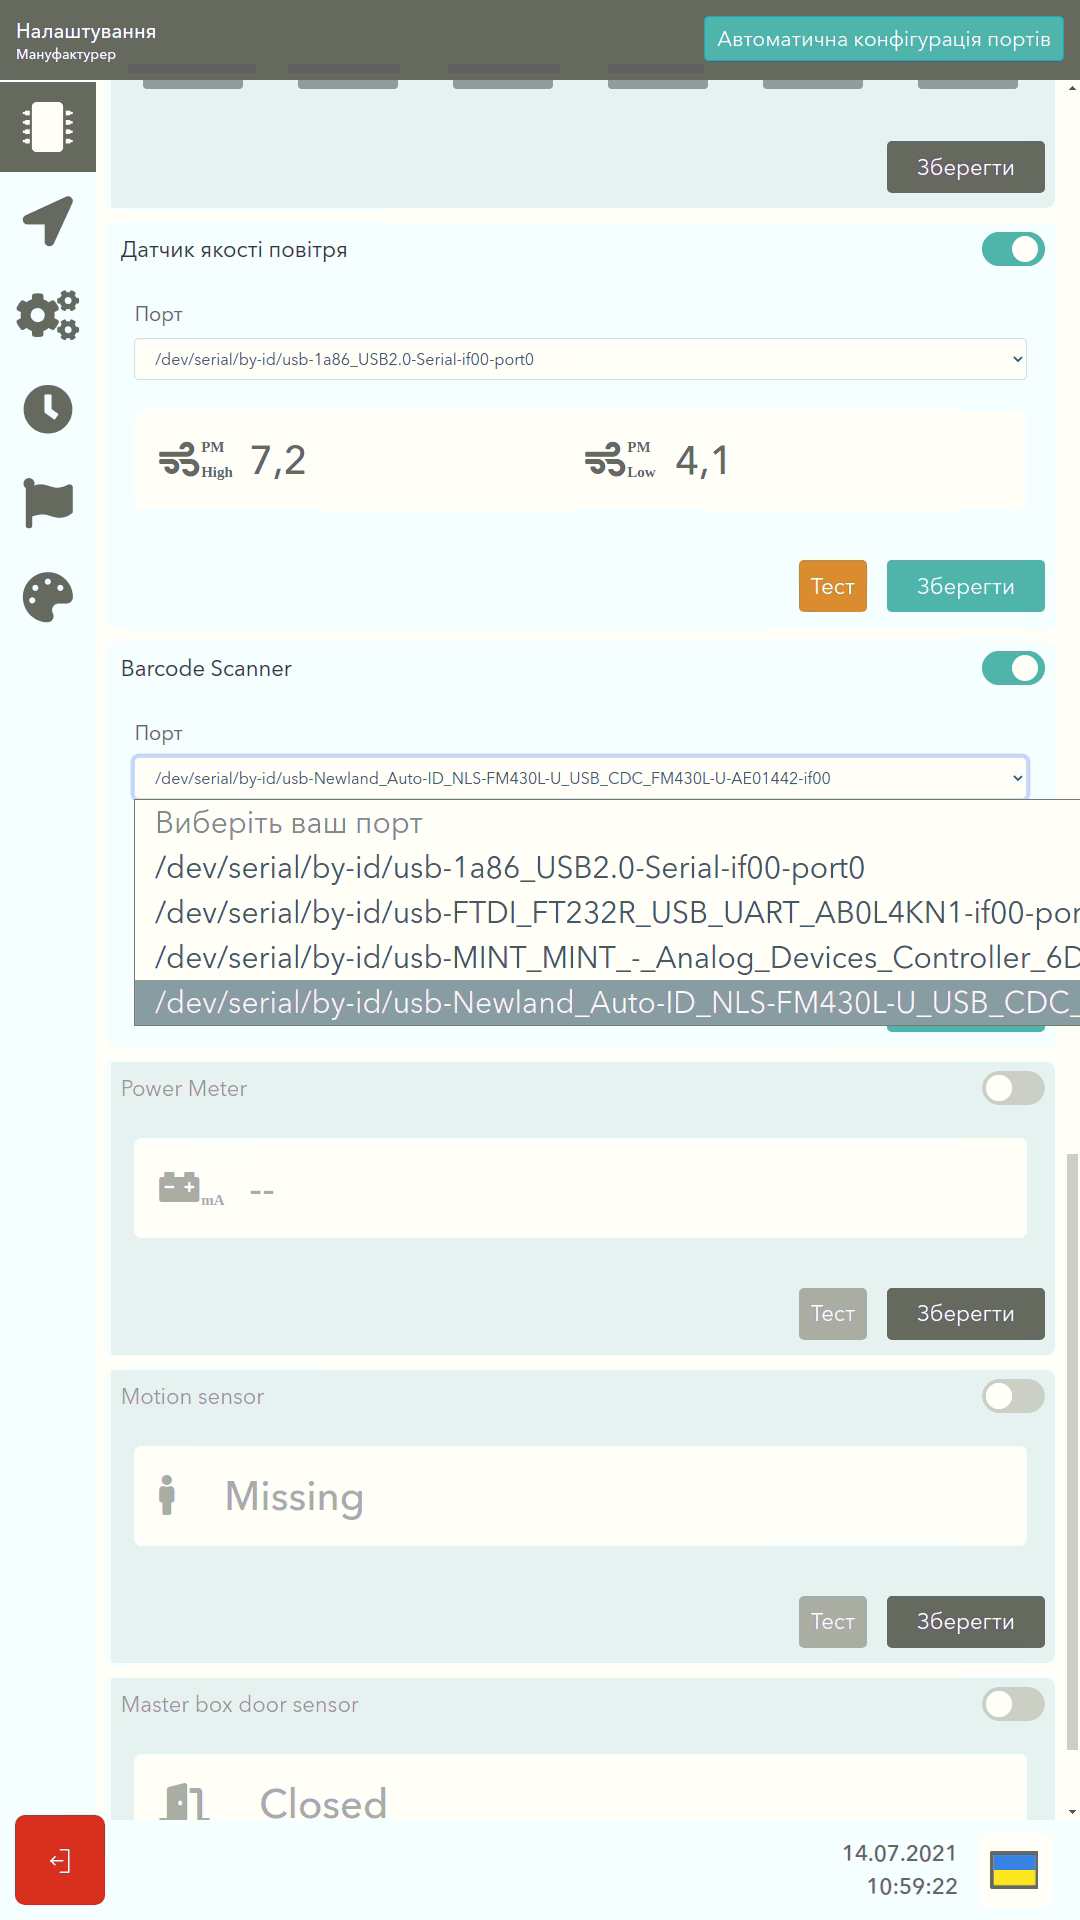 Налаштування
Мануфактурер
Автоматична конфігурація портів
Зберегти
Датчик якості повітря
Порт
/dev/serial/by-id/usb-1a86_USB2.0-Serial-if00-port0
PM High 7,2
PM Low 4,1
Тест
Зберегти
Barcode Scanner
Порт
/dev/serial/by-id/usb-Newland_Auto-ID_NLS-FM430L-U_USB_CDC_FM430L-U-AE01442-if00
Виберіть ваш порт
/dev/serial/by-id/usb-1a86_USB2.0-Serial-if00-port0
/dev/serial/by-id/usb-FTDI_FT232R_USB_UART_AB0L4KN1-if00-por
/dev/serial/by-id/usb-MINT_MINT_-_Analog_Devices_Controller_6D
/dev/serial/by-id/usb-Newland_Auto-ID_NLS-FM430L-U_USB_CDC_
Power Meter
mA --
Тест
Зберегти
Motion sensor
Missing
Тест
Зберегти
Master box door sensor
Closed
14.07.2021
10:59:22